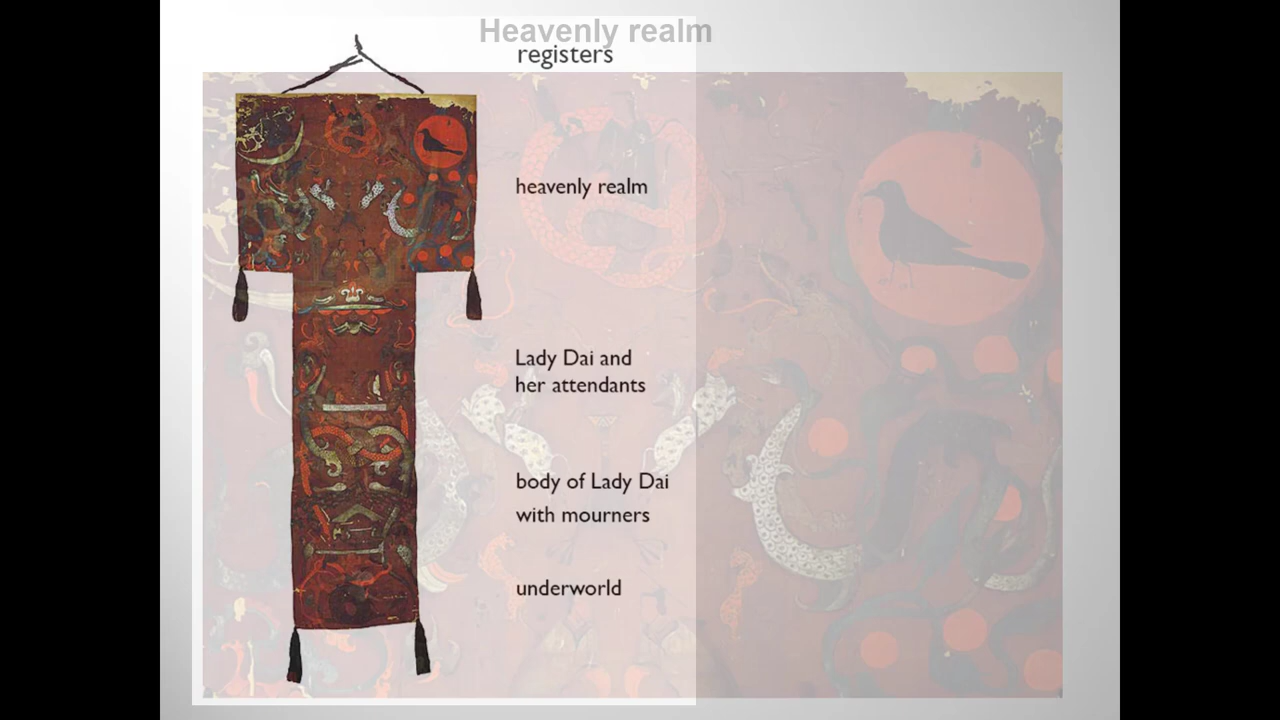 Heavenly realm
registers
heavenly realm
Lady Dai and
her attendants
body of Lady Dai
with mourners
underworld